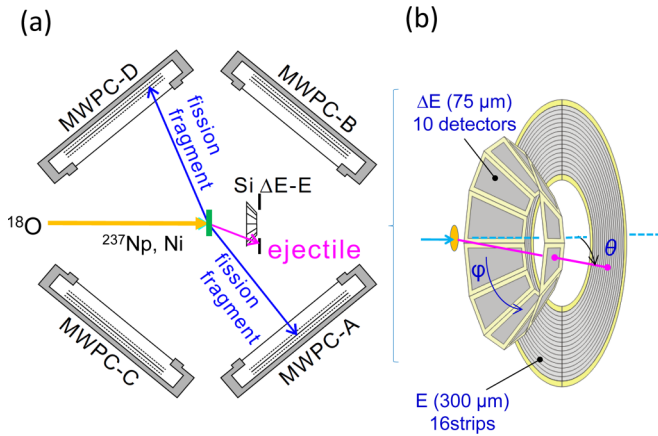 (a)
MWPC-D
MWPC-B
fission
fragment
Si ΔE-E
¹⁸O
²³⁷Np, Ni
ejectile
fission
fragment
MWPC-C
MWPC-A
(b)
ΔE (75 μm)
10 detectors
θ
φ
E (300 μm)
16strips